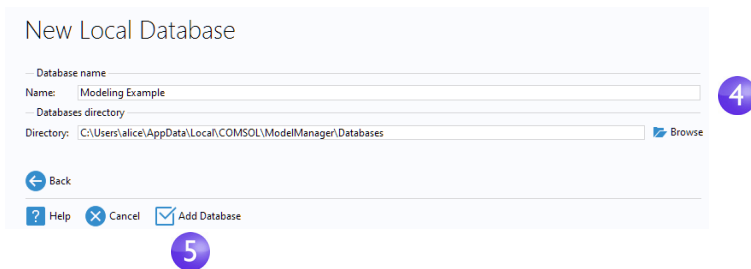 New Local Database
Database name
Name: Modeling Example
Databases directory
Directory: C:\Users\alice\AppData\Local\COMSOL\ModelManager\Databases Browse
4
Back
? Help Cancel Add Database
5